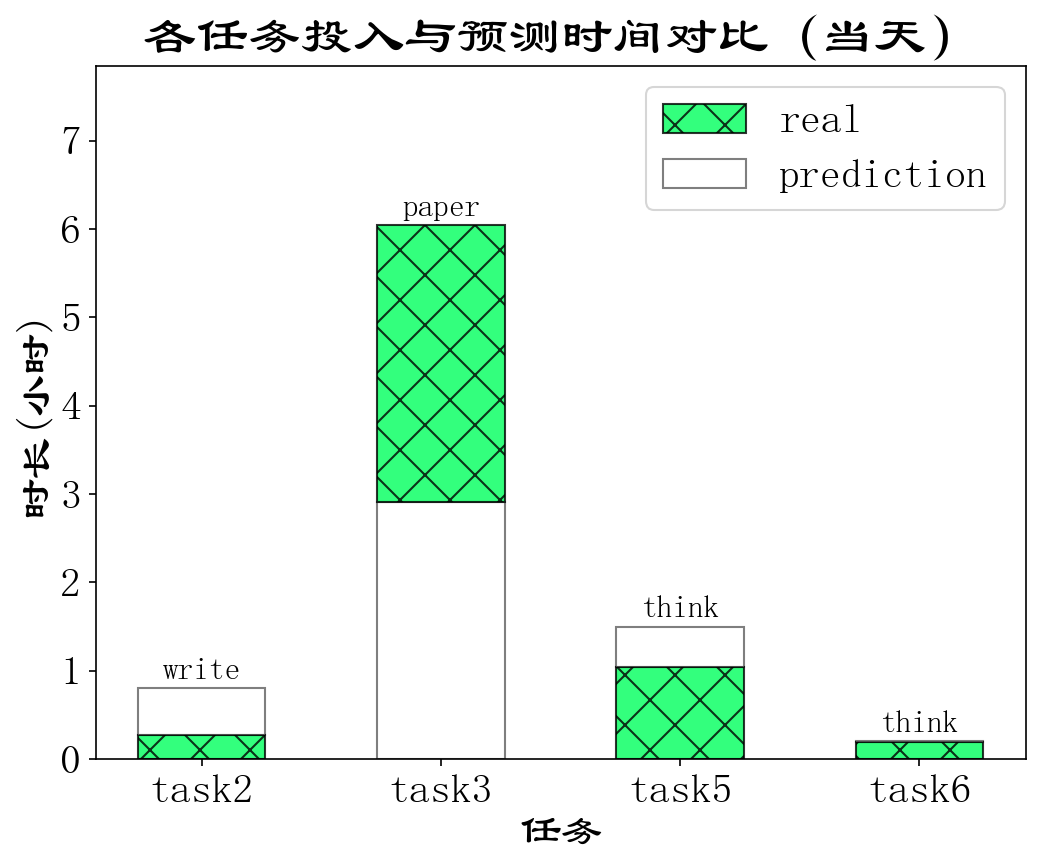 各任务投入与预测时间对比 (当天)
real
prediction
时长(小时)
7
6
5
4
3
2
1
0
paper
write
think
think
task2 task3 task5 task6
任务